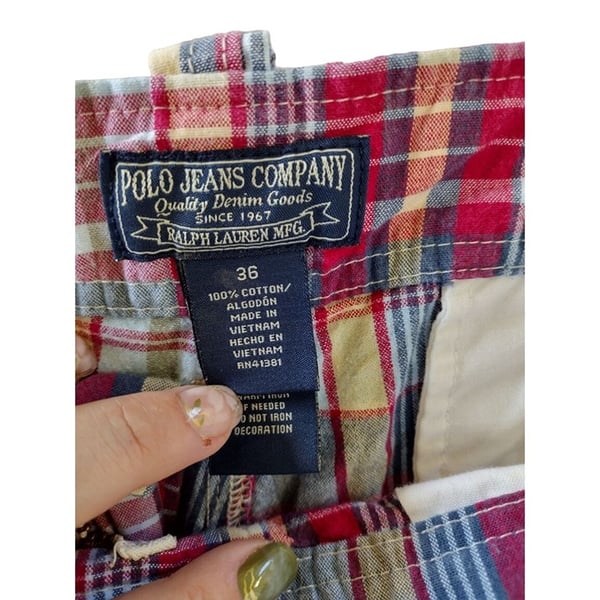 POLO JEANS COMPANY
Quality Denim Goods
SINCE 1967
RALPH LAUREN MFG.
36
100% COTTON/
ALGODÓN
MADE IN
VIETNAM
HECHO EN
VIETNAM
RN41381
IF NEEDED
DO NOT IRON
DECORATION